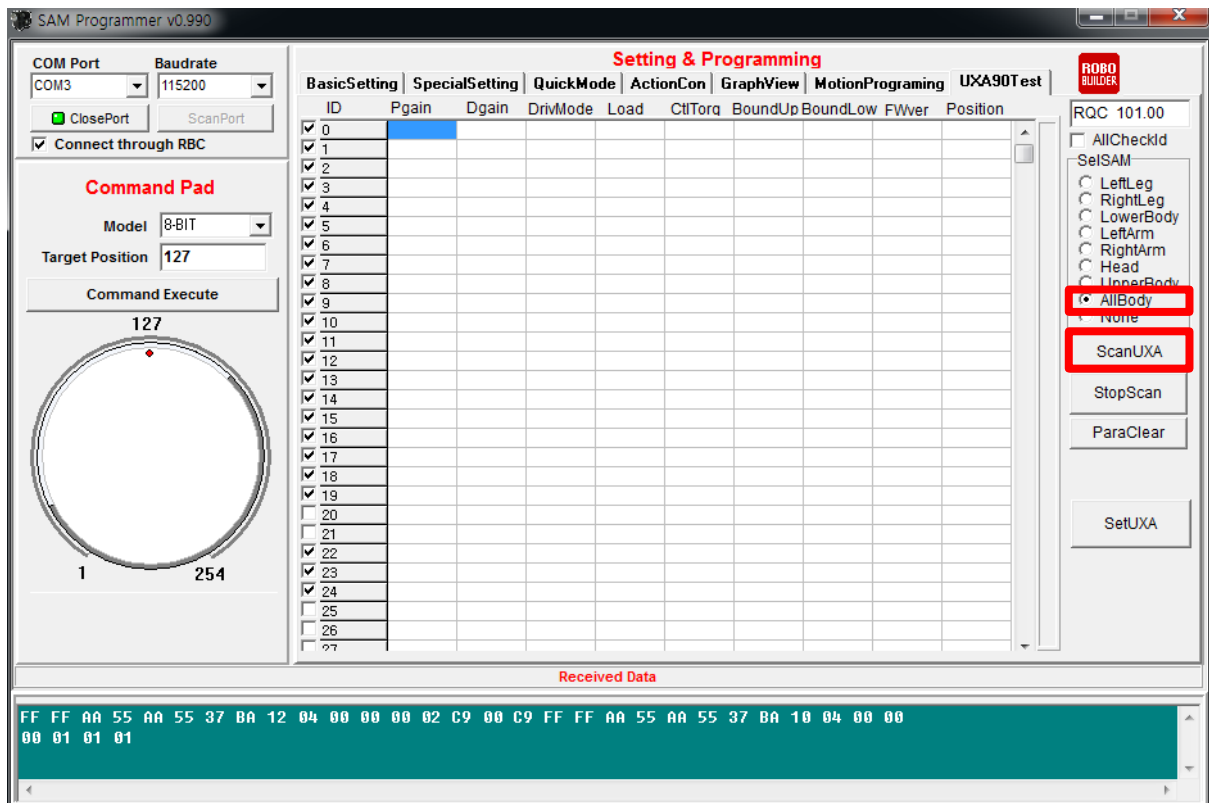 SAM Programmer v0.990
COM Port Baudrate
COM3 115200
ClosePort ScanPort
Connect through RBC
Command Pad
Model 8-BIT
Target Position 127
Command Execute
127
1 254
Setting & Programming
BasicSetting SpecialSetting QuickMode ActionCon GraphView MotionPrograming UXA90Test
ID Pgain Dgain DrivMode Load CtlTorq BoundUp BoundLow FWver Position
0
1
2
3
4
5
6
7
8
9
10
11
12
13
14
15
16
17
18
19
20
21
22
23
24
25
26
27
ROBO
BUILDER
RQC 101.00
AllCheckId
SelSAM
LeftLeg
RightLeg
LowerBody
LeftArm
RightArm
Head
UpperBody
AllBody
None
ScanUXA
StopScan
ParaClear
SetUXA
Received Data
FF FF AA 55 AA 55 37 BA 12 04 00 00 00 02 C9 00 C9 FF FF AA 55 AA 55 37 BA 10 04 00 00
00 01 01 01